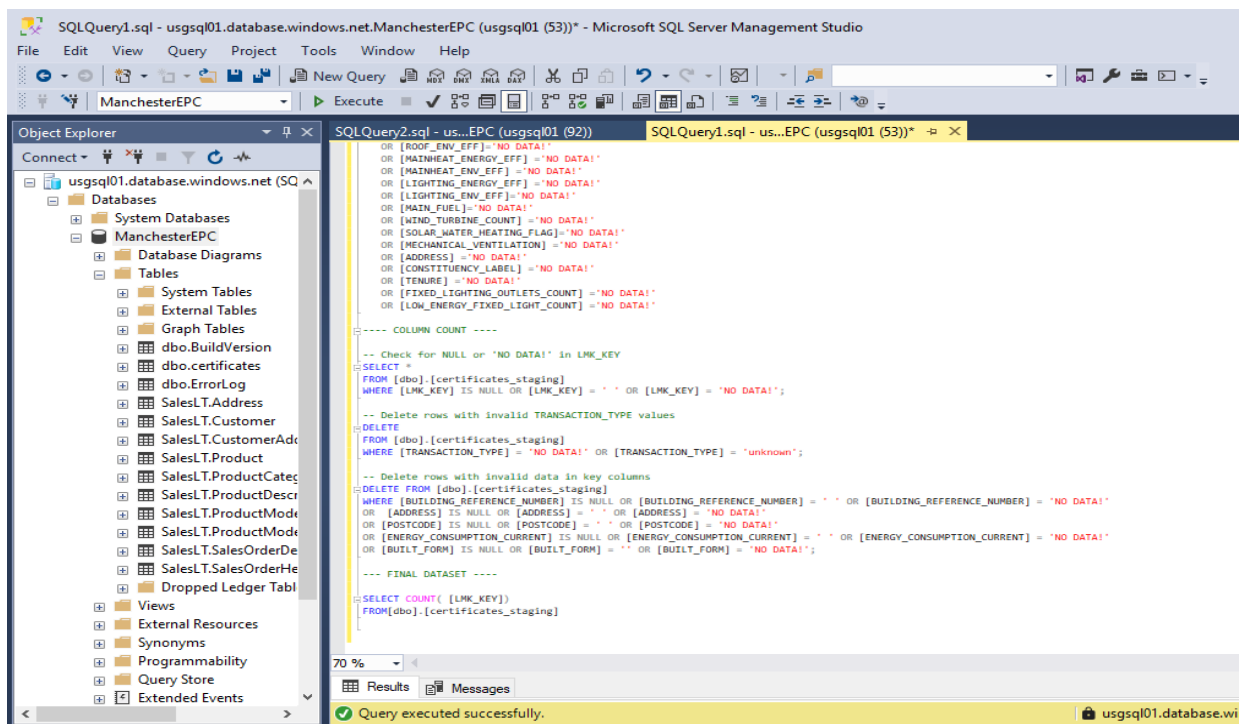 SQLQuery1.sql - usgsql01.database.windows.net.ManchesterEPC (usgsql01 (53))* - Microsoft SQL Server Management Studio
File Edit View Query Project Tools Window Help
New Query MDX DMX XMLA DAX
ManchesterEPC Execute
Object Explorer
Connect
usgsql01.database.windows.net (SQ
Databases
System Databases
ManchesterEPC
Database Diagrams
Tables
System Tables
External Tables
Graph Tables
dbo.BuildVersion
dbo.certificates
dbo.ErrorLog
SalesLT.Address
SalesLT.Customer
SalesLT.CustomerAdd
SalesLT.Product
SalesLT.ProductCateg
SalesLT.ProductDescr
SalesLT.ProductMode
SalesLT.ProductMode
SalesLT.SalesOrderDe
SalesLT.SalesOrderHe
Dropped Ledger Tabl
Views
External Resources
Synonyms
Programmability
Query Store
Extended Events
SQLQuery2.sql - us...EPC (usgsql01 (92)) SQLQuery1.sql - us...EPC (usgsql01 (53))*
OR [ROOF_ENV_EFF]='NO DATA!'
OR [MAINHEAT_ENERGY_EFF] ='NO DATA!'
OR [MAINHEAT_ENV_EFF] ='NO DATA!'
OR [LIGHTING_ENERGY_EFF] ='NO DATA!'
OR [LIGHTING_ENV_EFF]='NO DATA!'
OR [MAIN_FUEL]='NO DATA!'
OR [WIND_TURBINE_COUNT] ='NO DATA!'
OR [SOLAR_WATER_HEATING_FLAG]='NO DATA!'
OR [MECHANICAL_VENTILATION] ='NO DATA!'
OR [ADDRESS] ='NO DATA!'
OR [CONSTITUENCY_LABEL] ='NO DATA!'
OR [TENURE] ='NO DATA!'
OR [FIXED_LIGHTING_OUTLETS_COUNT] ='NO DATA!'
OR [LOW_ENERGY_FIXED_LIGHT_COUNT] ='NO DATA!'
---- COLUMN COUNT ----
-- Check for NULL or 'NO DATA!' in LMK_KEY
SELECT *
FROM [dbo].[certificates_staging]
WHERE [LMK_KEY] IS NULL OR [LMK_KEY] = ' ' OR [LMK_KEY] = 'NO DATA!';
-- Delete rows with invalid TRANSACTION_TYPE values
DELETE
FROM [dbo].[certificates_staging]
WHERE [TRANSACTION_TYPE] = 'NO DATA!' OR [TRANSACTION_TYPE] = 'unknown';
-- Delete rows with invalid data in key columns
DELETE FROM [dbo].[certificates_staging]
WHERE [BUILDING_REFERENCE_NUMBER] IS NULL OR [BUILDING_REFERENCE_NUMBER] = ' ' OR [BUILDING_REFERENCE_NUMBER] = 'NO DATA!'
OR [ADDRESS] IS NULL OR [ADDRESS] = ' ' OR [ADDRESS] = 'NO DATA!'
OR [POSTCODE] IS NULL OR [POSTCODE] = ' ' OR [POSTCODE] = 'NO DATA!'
OR [ENERGY_CONSUMPTION_CURRENT] IS NULL OR [ENERGY_CONSUMPTION_CURRENT] = ' ' OR [ENERGY_CONSUMPTION_CURRENT] = 'NO DATA!'
OR [BUILT_FORM] IS NULL OR [BUILT_FORM] = '' OR [BUILT_FORM] = 'NO DATA!';
--- FINAL DATASET ----
SELECT COUNT( [LMK_KEY])
FROM[dbo].[certificates_staging]
70 %
Results Messages
Query executed successfully. usgsql01.database.wi